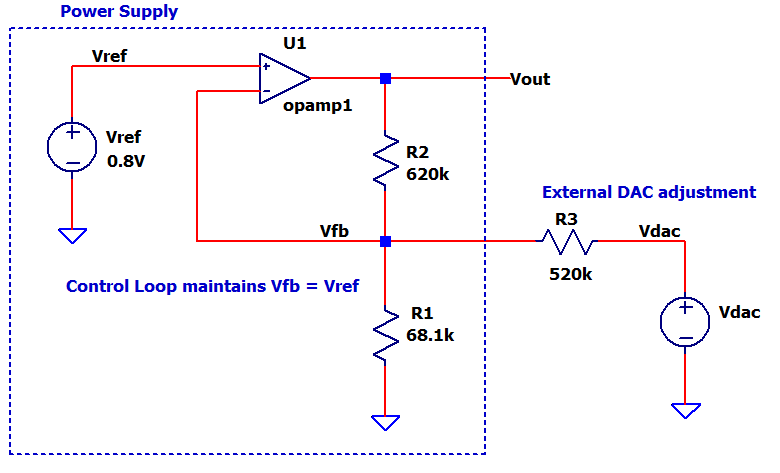 Power Supply
U1
Vref
+
-
opamp1
Vout
+
-
Vref
0.8V
R2
620k
External DAC adjustment
R3
Vfb
Vdac
520k
Control Loop maintains Vfb = Vref
R1
68.1k
+
-
Vdac